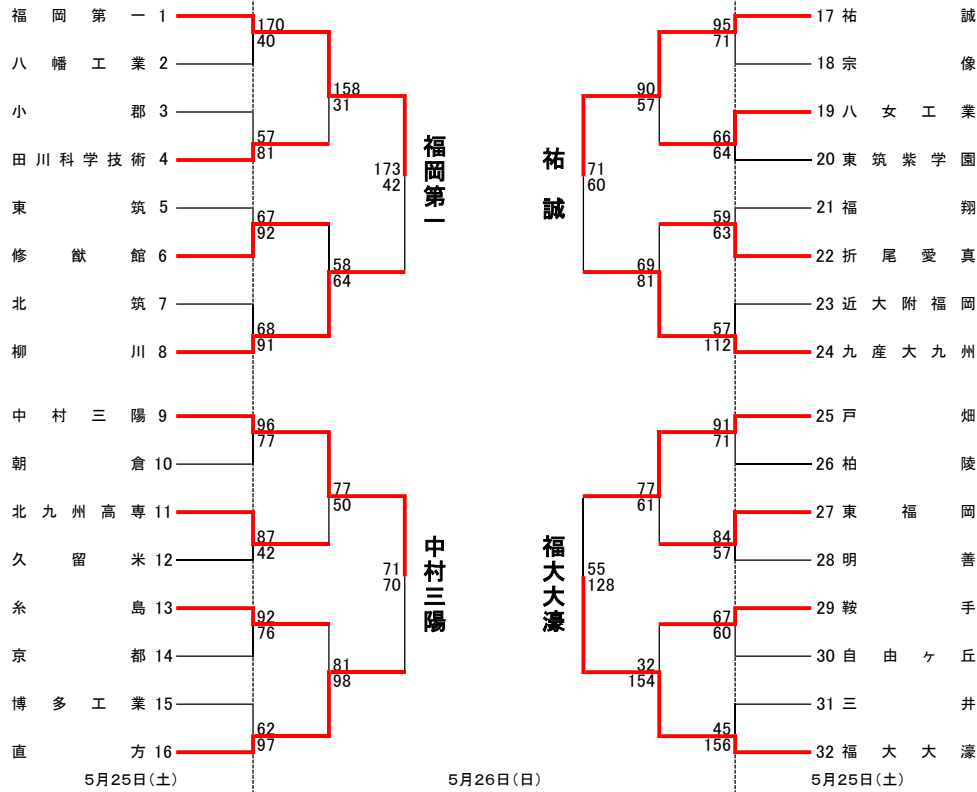 福岡第一 1
170
40
八幡工業 2
158
31
小郡 3
57
81
田川科学技術 4
173
42
福岡第一
東筑 5
67
92
修猷館 6
58
64
北筑 7
68
91
柳川 8
中村三陽 9
96
77
朝倉 10
77
50
北九州高専 11
87
42
久留米 12
71
70
中村三陽
糸島 13
92
76
京都 14
81
98
博多工業 15
62
97
直方 16
5月25日(土)
5月26日(日)
17 祐誠
95
71
18 宗像
90
57
19 八女工業
66
64
20 東筑紫学園
71
60
祐誠
21 福翔
59
63
22 折尾愛真
69
81
23 近大附福岡
57
112
24 九産大九州
25 戸畑
91
71
26 柏陵
77
61
27 東福岡
84
57
28 明善
55
128
福大大濠
29 鞍手
67
60
30 自由ヶ丘
32
154
31 三井
45
156
32 福大大濠
5月25日(土)